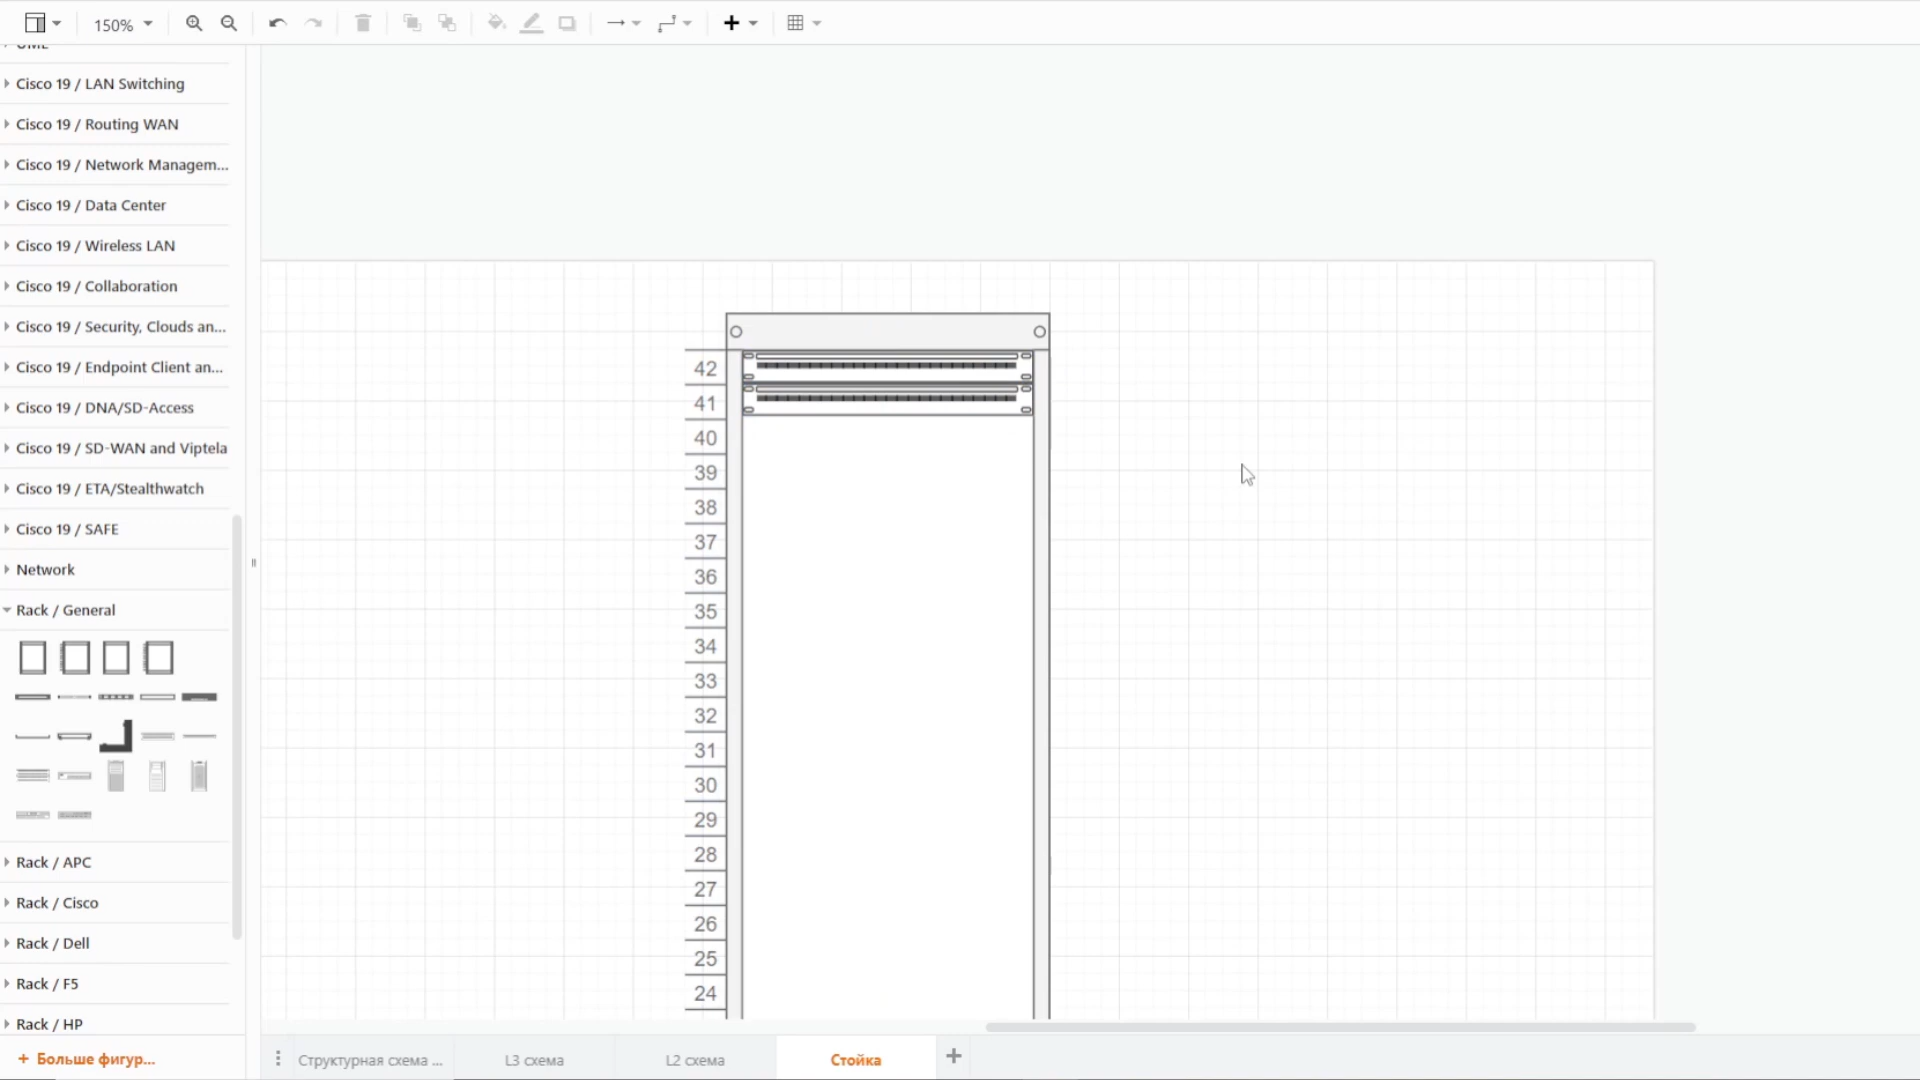 150%
UML
Cisco 19 / LAN Switching
Cisco 19 / Routing WAN
Cisco 19 / Network Managem...
Cisco 19 / Data Center
Cisco 19 / Wireless LAN
Cisco 19 / Collaboration
Cisco 19 / Security, Clouds an...
Cisco 19 / Endpoint Client an...
Cisco 19 / DNA/SD-Access
Cisco 19 / SD-WAN and Viptela
Cisco 19 / ETA/Stealthwatch
Cisco 19 / SAFE
Network
Rack / General
Rack / APC
Rack / Cisco
Rack / Dell
Rack / F5
Rack / HP
+ Больше фигур...
42
41
40
39
38
37
36
35
34
33
32
31
30
29
28
27
26
25
24
Структурная схема ...
L3 схема
L2 схема
Стойка